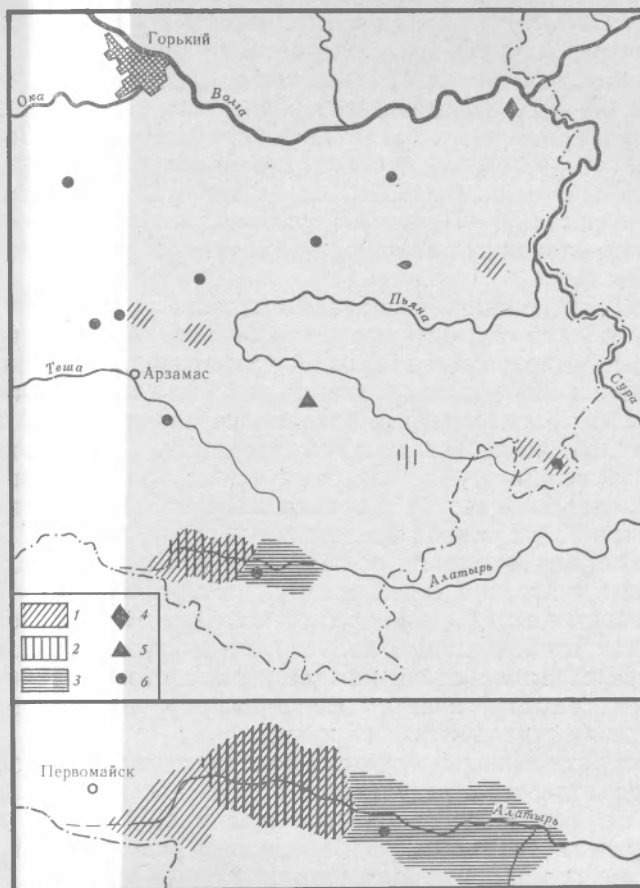 Горький
Ока
Волга
Пьяна
Теша
Арзамас
Сура
Алатырь
1
4
2
5
3
6
Первомайск
Алатырь